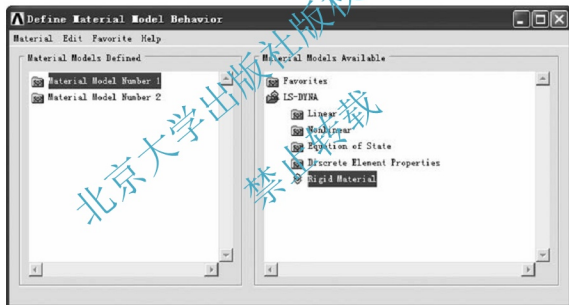 Define Material Model Behavior
Material Edit Favorite Help
Material Models Defined
Material Model Number 1
Material Model Number 2
Material Models Available
Favorites
LS-DYNA
Linear
Nonlinear
Equation of State
Discrete Element Properties
Rigid Material
北京大学出版社版权
禁止转载